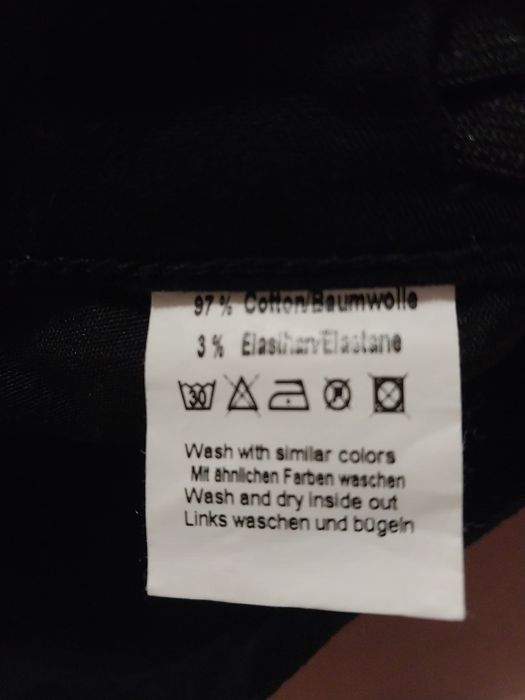 97 % Cotton/Baumwolle
3 % Elasthan/Elastane
30
Wash with similar colors
Mit ähnlichen Farben waschen
Wash and dry inside out
Links waschen und bügeln